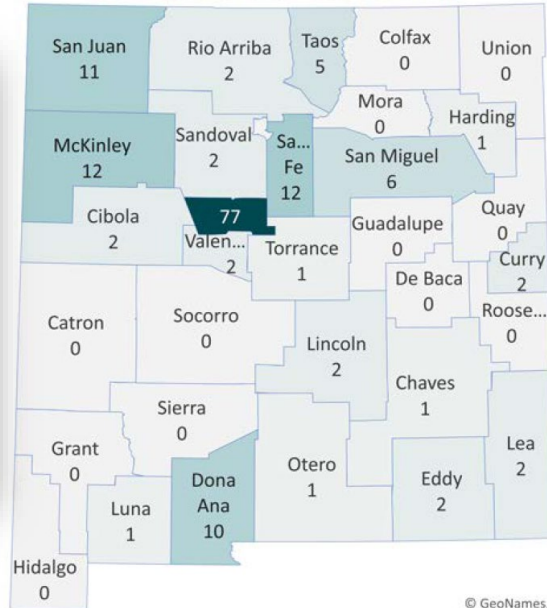 San Juan
11
Rio Arriba
2
Taos
5
Colfax
0
Union
0
Mora
0
Harding
1
McKinley
12
Sandoval
2
Sa...
Fe
12
San Miguel
6
Cibola
2
77
Valen...
2
Torrance
1
Guadalupe
0
Quay
0
Curry
2
De Baca
0
Roose...
0
Catron
0
Socorro
0
Lincoln
2
Chaves
1
Sierra
0
Grant
0
Dona
Ana
10
Otero
1
Eddy
2
Lea
2
Luna
1
Hidalgo
0
© GeoNames